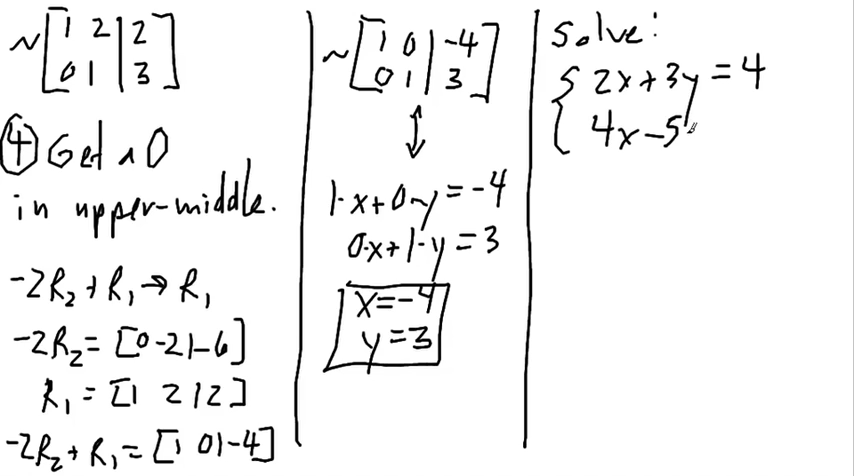 ~[1 2 | 2
0 1 | 3]
④ Get a 0
in upper-middle.
-2R₂ + R₁ → R₁
-2R₂ = [0 -2 | -6]
R₁ = [1 2 | 2]
-2R₂ + R₁ = [1 0 | -4]
~[1 0 | -4
0 1 | 3]
↕
1·x + 0·y = -4
0·x + 1·y = 3
x = -4
y = 3
Solve:
{ 2x + 3y = 4
4x - 5